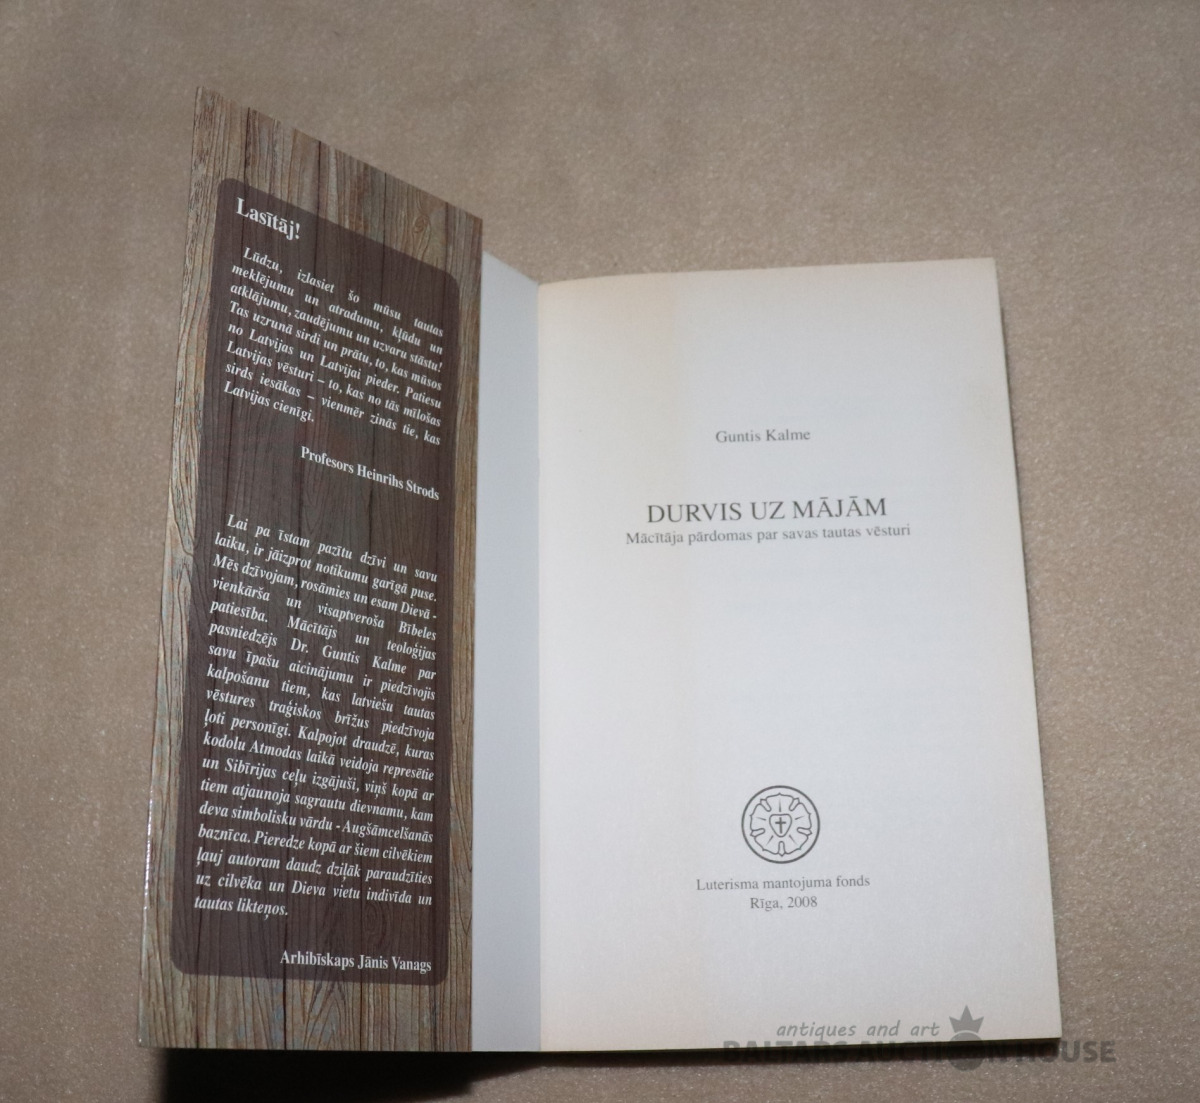 Lasītāj!
Lūdzu, izlasiet šo mūsu tautas
meklējumu un atradumu, kļūdu un
atklājumu, zaudējumu un uzvaru stāstu!
Tas uzrunā sirdi un prātu, to, kas mūsos
no Latvijas un Latvijai pieder. Patiesu
Latvijas vēsturi – to, kas no tās mīlošas
sirds iesākas – vienmēr zinās tie, kas
Latvijas cienīgi.
Profesors Heinrihs Strods
Lai pa īstam pazītu dzīvi un savu
laiku, ir jāizprot notikumu garīgā puse.
Mēs dzīvojam, rosāmies un esam Dievā -
vienkārša un visaptveroša Bībeles
patiesība. Mācītājs un teoloģijas
pasniedzējs Dr. Guntis Kalme par
savu īpašu aicinājumu ir piedzīvojis
kalpošanu tiem, kas latviešu tautas
vēstures traģiskos brīžus piedzīvoja
ļoti personīgi. Kalpojot draudzē, kuras
kodolu Atmodas laikā veidoja represētie
un Sibīrijas ceļu izgājuši, viņš kopā ar
tiem atjaunoja sagrautu dievnamu, kam
deva simbolisku vārdu - Augšāmcelšanās
baznīca. Pieredze kopā ar šiem cilvēkiem
ļauj autoram daudz dziļāk paraudzīties
uz cilvēka un Dieva vietu indivīda un
tautas likteņos.
Arhibīskaps Jānis Vanags
Guntis Kalme
DURVIS UZ MĀJĀM
Mācītāja pārdomas par savas tautas vēsturi
Luterisma mantojuma fonds
Rīga, 2008
antiques and art
BALTARS AUCTION HOUSE